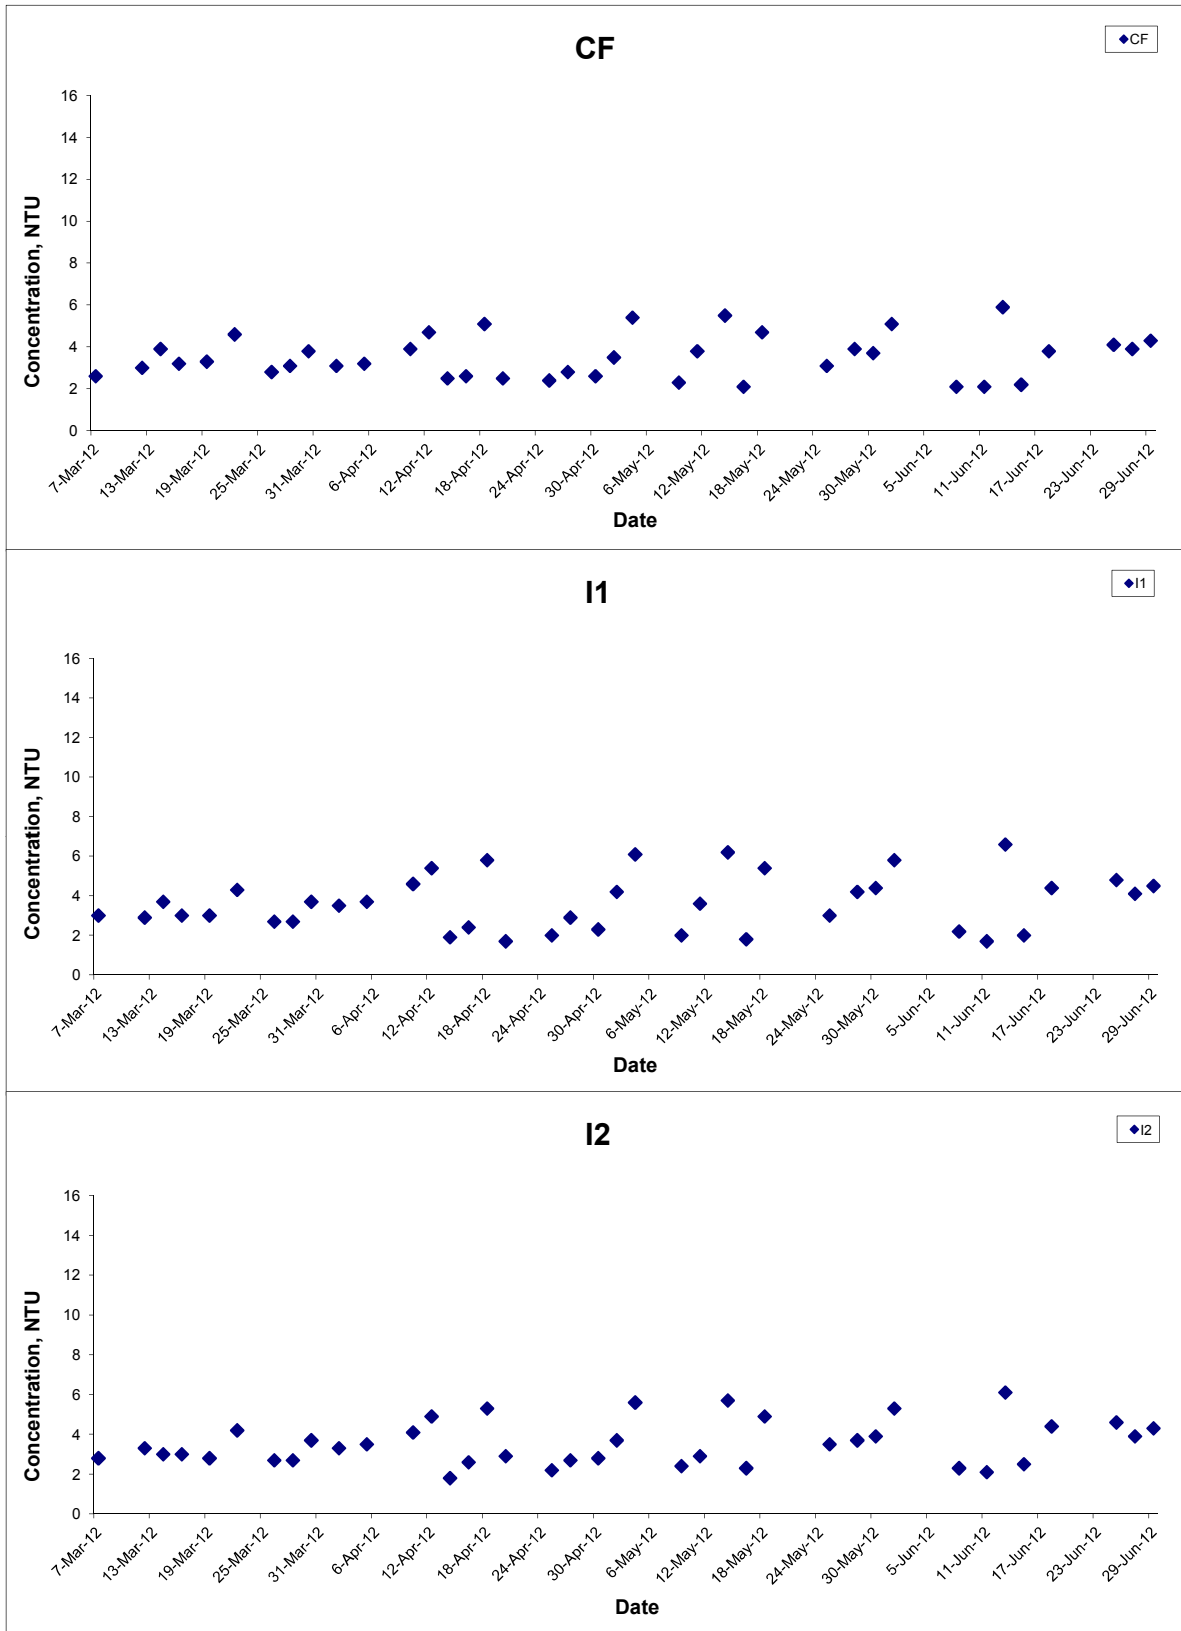 CF
CF
16
14
12
10
8
6
4
2
0
Concentration, NTU
7-Mar-12
13-Mar-12
19-Mar-12
25-Mar-12
31-Mar-12
6-Apr-12
12-Apr-12
18-Apr-12
24-Apr-12
30-Apr-12
6-May-12
12-May-12
18-May-12
24-May-12
30-May-12
5-Jun-12
11-Jun-12
17-Jun-12
23-Jun-12
29-Jun-12
Date
I1
I1
16
14
12
10
8
6
4
2
0
Concentration, NTU
7-Mar-12
13-Mar-12
19-Mar-12
25-Mar-12
31-Mar-12
6-Apr-12
12-Apr-12
18-Apr-12
24-Apr-12
30-Apr-12
6-May-12
12-May-12
18-May-12
24-May-12
30-May-12
5-Jun-12
11-Jun-12
17-Jun-12
23-Jun-12
29-Jun-12
Date
I2
I2
16
14
12
10
8
6
4
2
0
Concentration, NTU
7-Mar-12
13-Mar-12
19-Mar-12
25-Mar-12
31-Mar-12
6-Apr-12
12-Apr-12
18-Apr-12
24-Apr-12
30-Apr-12
6-May-12
12-May-12
18-May-12
24-May-12
30-May-12
5-Jun-12
11-Jun-12
17-Jun-12
23-Jun-12
29-Jun-12
Date